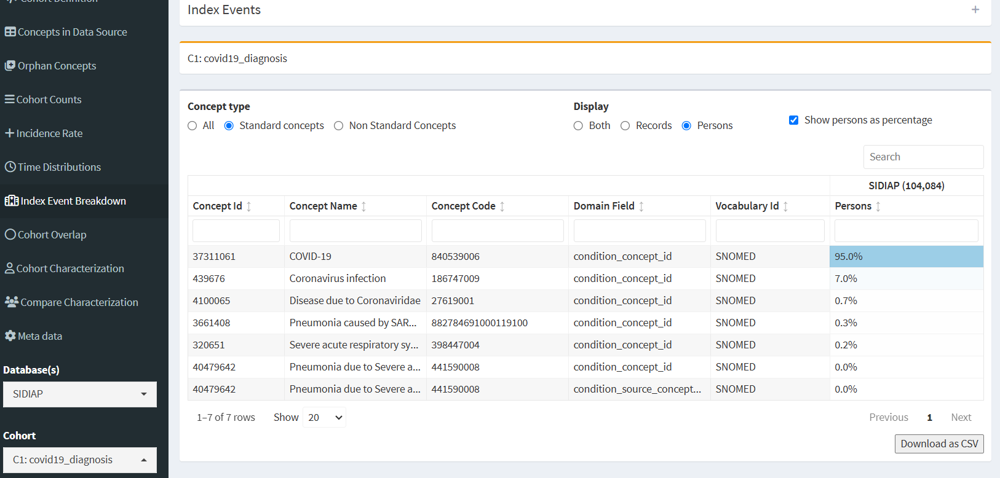 Cohort Definition
Concepts in Data Source
Orphan Concepts
Cohort Counts
Incidence Rate
Time Distributions
Index Event Breakdown
Cohort Overlap
Cohort Characterization
Compare Characterization
Meta data
Database(s)
SIDIAP
Cohort
C1: covid19_diagnosis
Index Events
C1: covid19_diagnosis
Concept type Display
All Standard concepts Non Standard Concepts Both Records Persons Show persons as percentage
Search
SIDIAP (104,084)
Concept Id Concept Name Concept Code Domain Field Vocabulary Id Persons
37311061 COVID-19 840539006 condition_concept_id SNOMED 95.0%
439676 Coronavirus infection 186747009 condition_concept_id SNOMED 7.0%
4100065 Disease due to Coronaviridae 27619001 condition_concept_id SNOMED 0.7%
3661408 Pneumonia caused by SAR... 882784691000119100 condition_concept_id SNOMED 0.3%
320651 Severe acute respiratory sy... 398447004 condition_concept_id SNOMED 0.2%
40479642 Pneumonia due to Severe a... 441590008 condition_concept_id SNOMED 0.0%
40479642 Pneumonia due to Severe a... 441590008 condition_source_concept... SNOMED 0.0%
1–7 of 7 rows Show 20 Previous 1 Next
Download as CSV